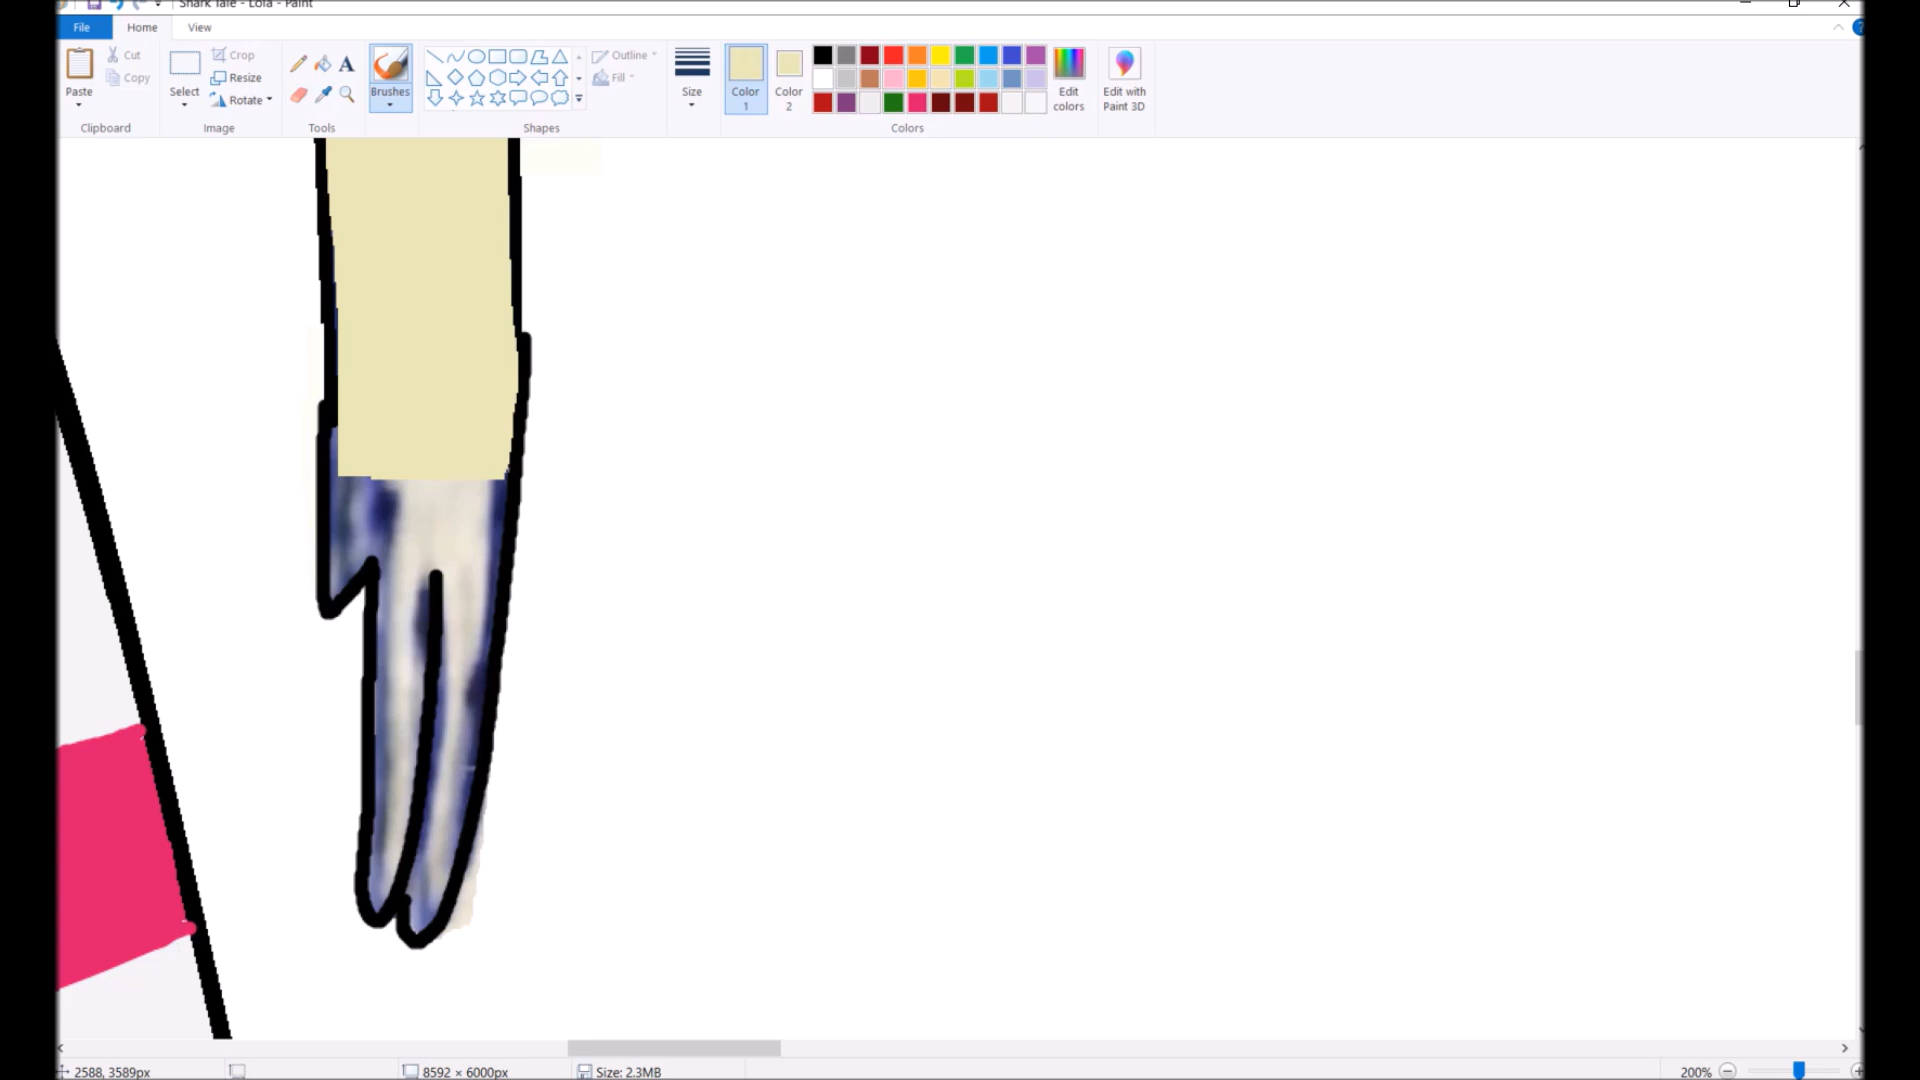 Shark Tale - Lola - Paint
File Home View
Paste
Cut
Copy
Clipboard
Select
Crop
Resize
Rotate
Image
A
Tools
Brushes
Shapes
Outline
Fill
Size
Color 1
Color 2
Edit colors
Edit with Paint 3D
Colors
2588, 3589px
8592 × 6000px
Size: 2.3MB
200%